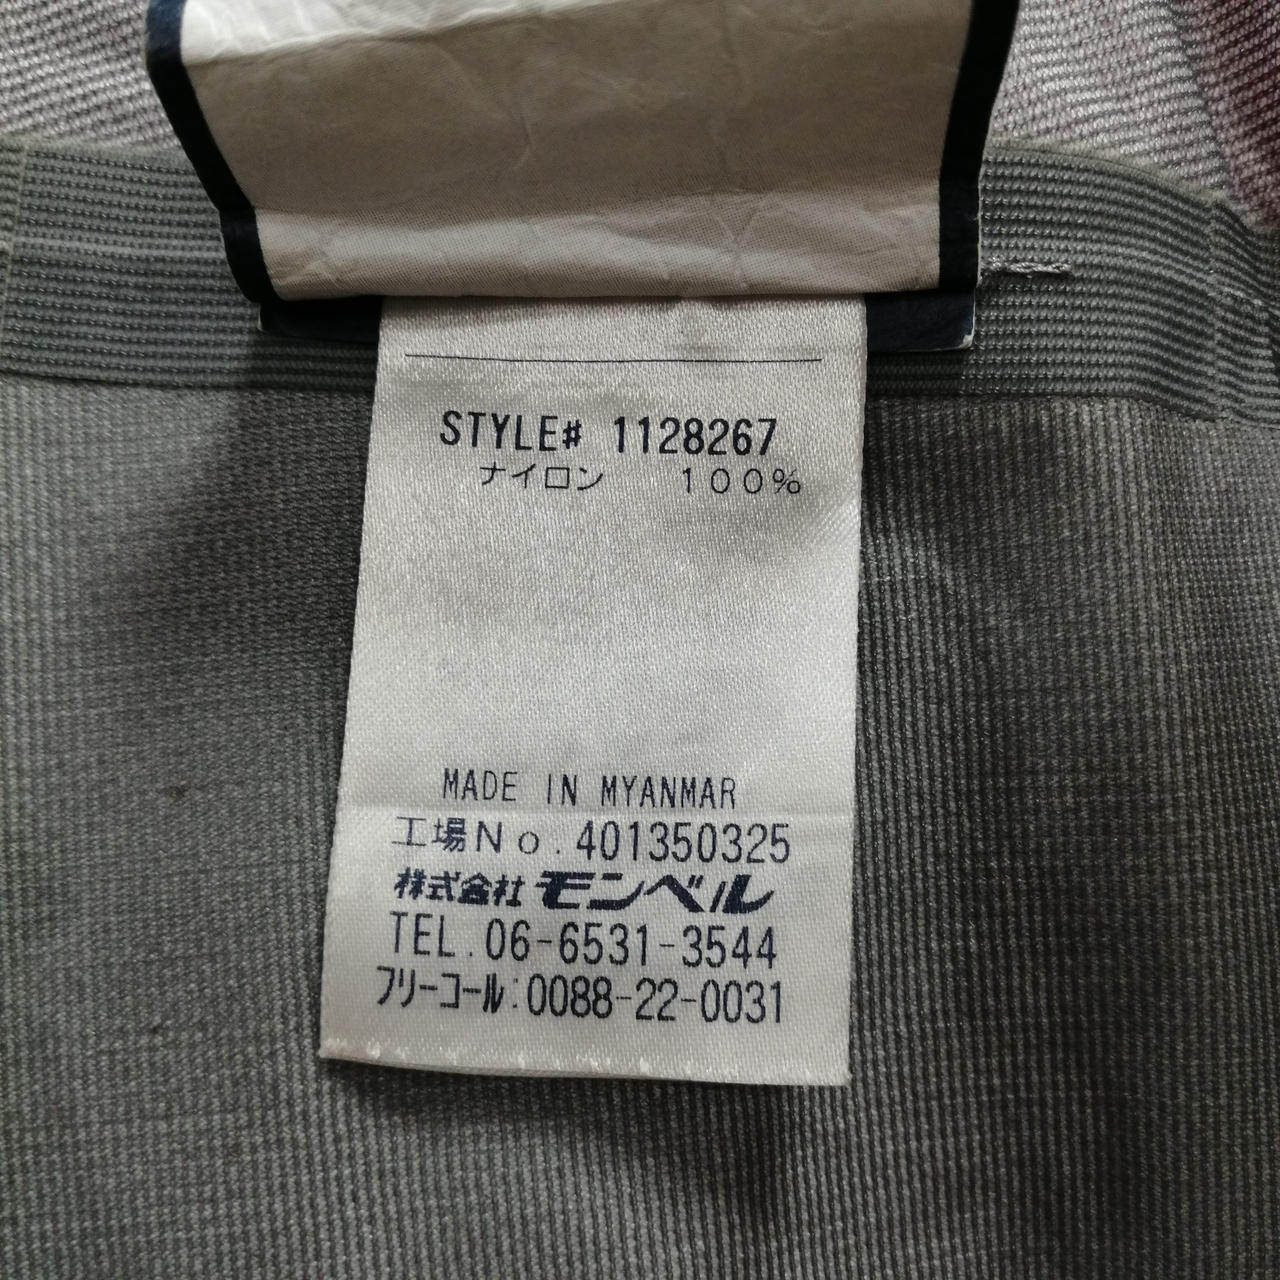 STYLE# 1128267
ナイロン　１００％
MADE IN MYANMAR
工場Ｎｏ．401350325
株式会社 モンベル
TEL.06-6531-3544
フリーコール:0088-22-0031